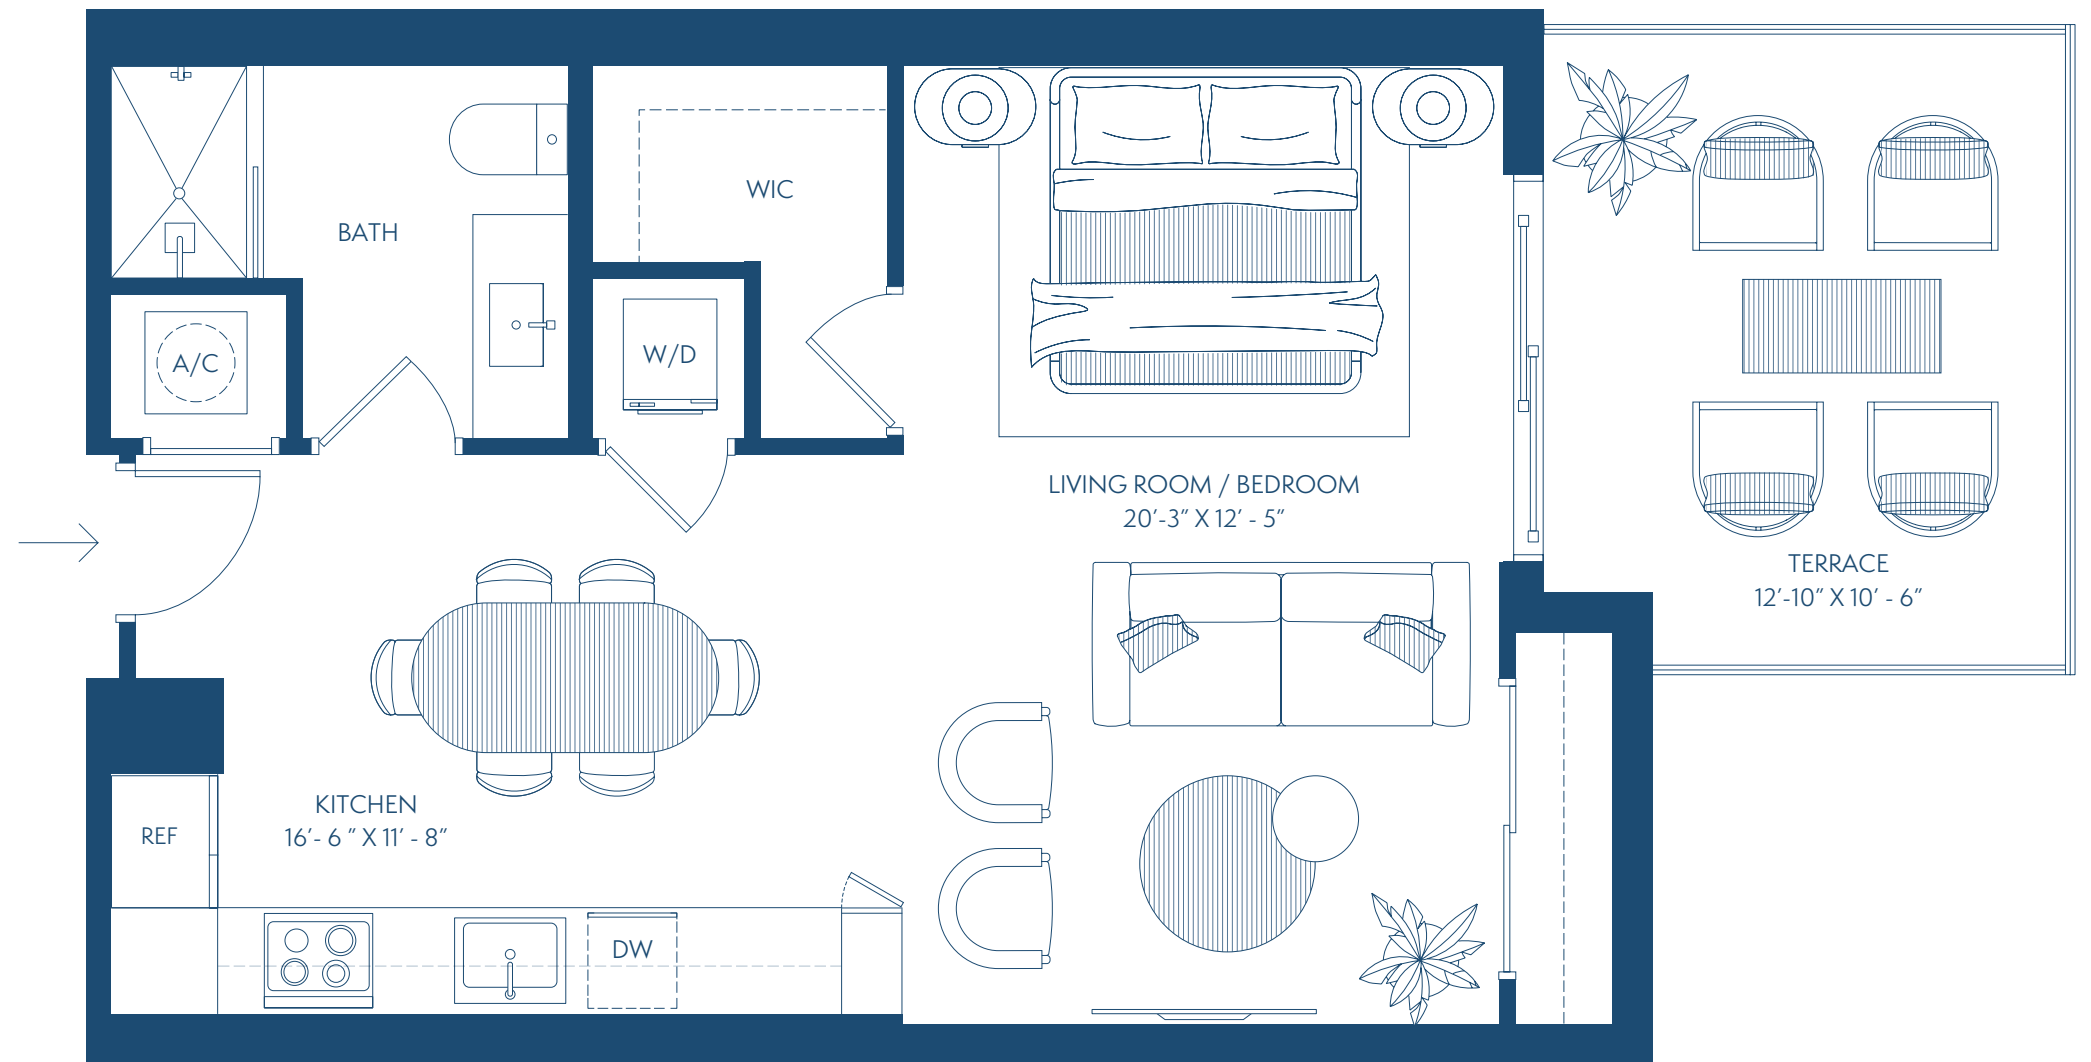 BATH
WIC
A/C
W/D
LIVING ROOM / BEDROOM
20’-3” X 12’ - 5”
TERRACE
12’-10” X 10’ - 6”
KITCHEN
16’- 6 ” X 11’ - 8”
REF
DW